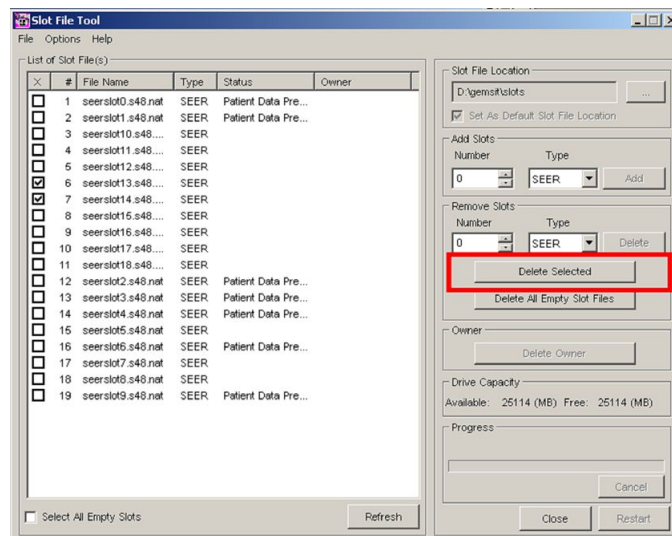 Slot File Tool
File Options Help
List of Slot File(s)
X # File Name Type Status Owner
1 seerslot0.s48.nat SEER Patient Data Pre...
2 seerslot1.s48.nat SEER Patient Data Pre...
3 seerslot10.s48.... SEER
4 seerslot11.s48.... SEER
5 seerslot12.s48.... SEER
6 seerslot13.s48.... SEER
7 seerslot14.s48.... SEER
8 seerslot15.s48.... SEER
9 seerslot16.s48.... SEER
10 seerslot17.s48.... SEER
11 seerslot18.s48.... SEER
12 seerslot2.s48.nat SEER Patient Data Pre...
13 seerslot3.s48.nat SEER Patient Data Pre...
14 seerslot4.s48.nat SEER Patient Data Pre...
15 seerslot5.s48.nat SEER
16 seerslot6.s48.nat SEER Patient Data Pre...
17 seerslot7.s48.nat SEER
18 seerslot8.s48.nat SEER
19 seerslot9.s48.nat SEER Patient Data Pre...
Select All Empty Slots Refresh
Slot File Location
D:\gemsit\slots ...
Set As Default Slot File Location
Add Slots
Number Type
0 SEER Add
Remove Slots
Number Type
0 SEER Delete
Delete Selected
Delete All Empty Slot Files
Owner
Delete Owner
Drive Capacity
Available: 25114 (MB) Free: 25114 (MB)
Progress
Cancel
Close Restart